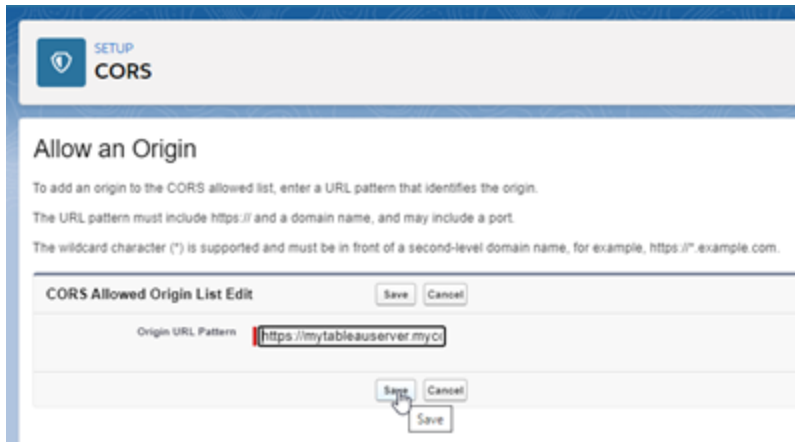 SETUP
CORS
Allow an Origin
To add an origin to the CORS allowed list, enter a URL pattern that identifies the origin.
The URL pattern must include https:// and a domain name, and may include a port.
The wildcard character (*) is supported and must be in front of a second-level domain name, for example, https://*.example.com.
CORS Allowed Origin List Edit Save Cancel
Origin URL Pattern https://mytableauserver.myco
Save Cancel
Save